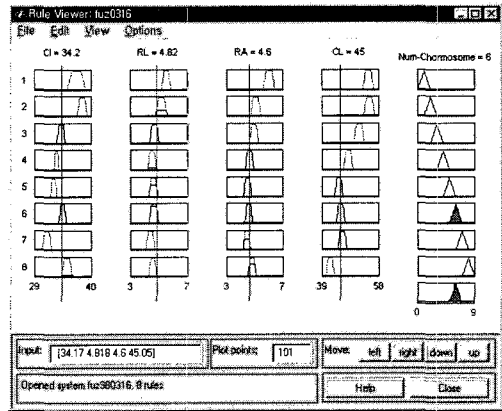 Rule Viewer: fuz0316
File Edit View Options
CI = 34.2 RL = 4.82 RA = 4.6 CL = 45 Num-Chormosome = 6
1
2
3
4
5
6
7
8
29 40 3 7 3 7 39 58
0 9
Input: [34.17 4.818 4.6 45.05] Plot points: 101 Move: left right down up
Opened system fuz980316, 8 rules Help Close